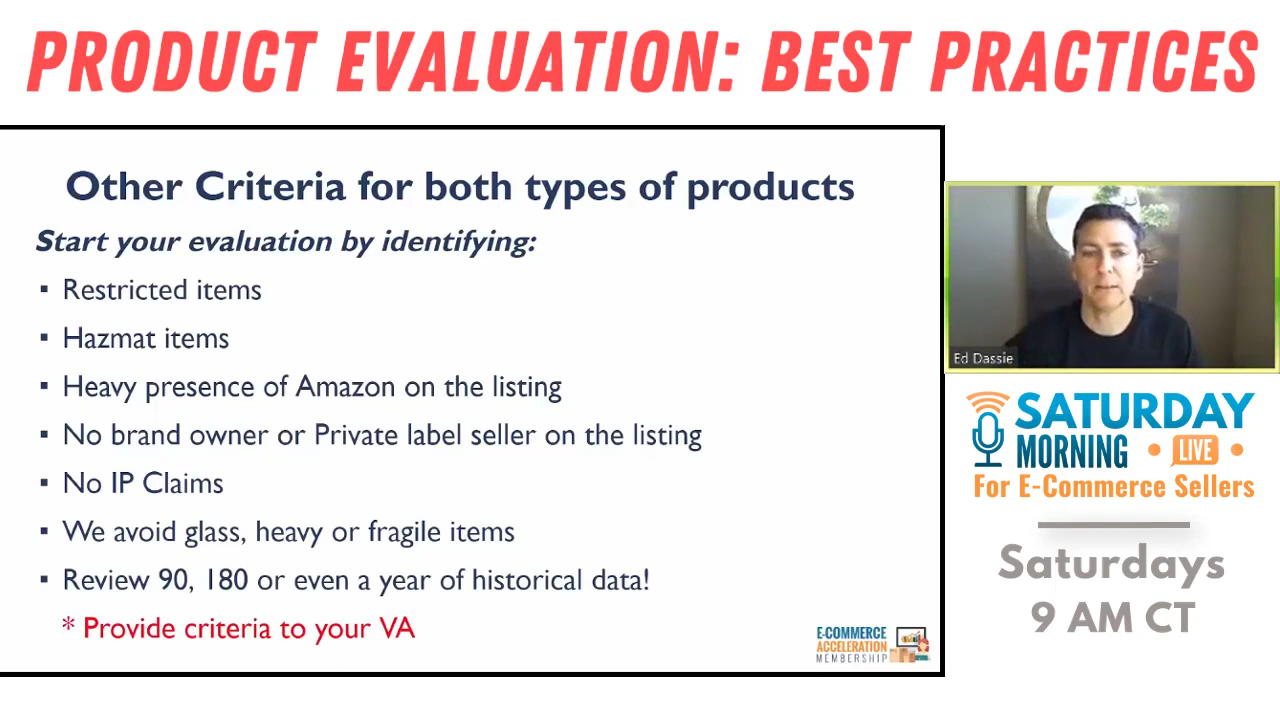 PRODUCT EVALUATION: BEST PRACTICES
Other Criteria for both types of products
Start your evaluation by identifying:
▪ Restricted items
▪ Hazmat items
▪ Heavy presence of Amazon on the listing
▪ No brand owner or Private label seller on the listing
▪ No IP Claims
▪ We avoid glass, heavy or fragile items
▪ Review 90, 180 or even a year of historical data!
* Provide criteria to your VA
E-COMMERCE
ACCELERATION
MEMBERSHIP
Ed Dassie
SATURDAY
MORNING • LIVE •
For E-Commerce Sellers
Saturdays
9 AM CT